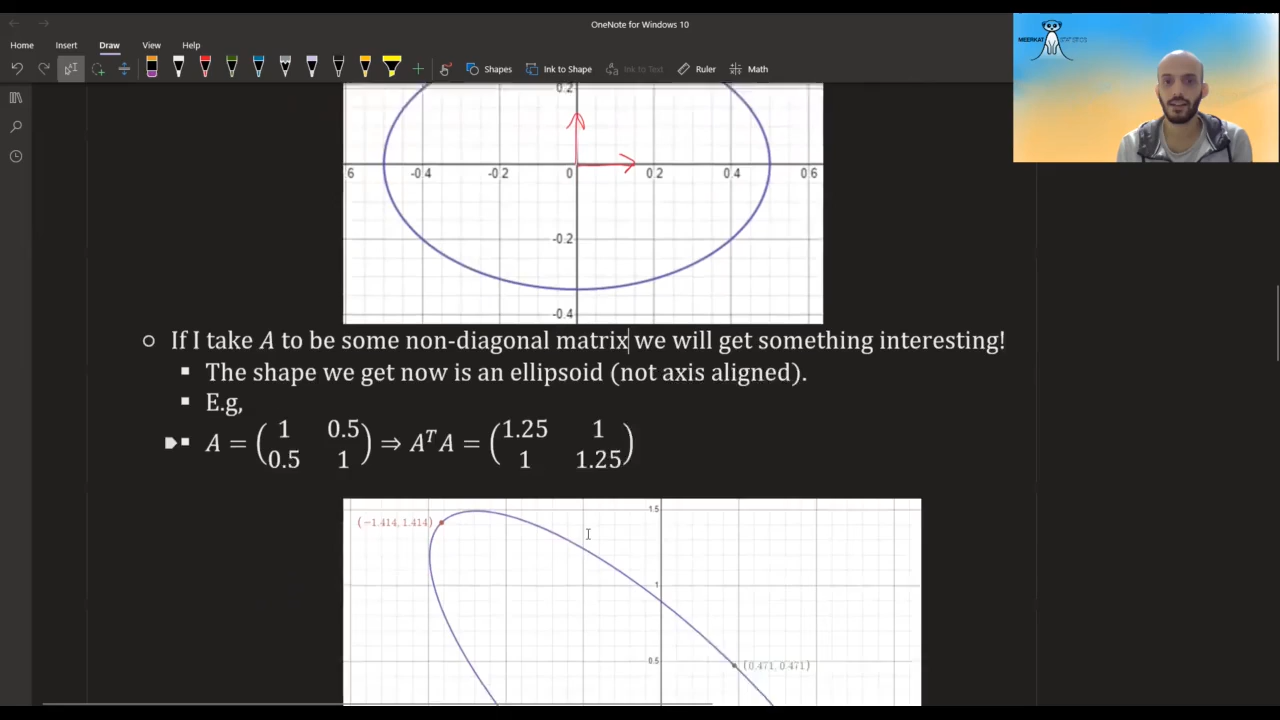 OneNote for Windows 10
Home Insert Draw View Help
Shapes Ink to Shape Ink to Text Ruler Math
MEERKAT
0.2
6 -0.4 -0.2 0 0.2 0.4 0.6
-0.2
-0.4
If I take A to be some non-diagonal matrix we will get something interesting!
The shape we get now is an ellipsoid (not axis aligned).
E.g,
A = (1 0.5 0.5 1) ⇒ AᵀA = (1.25 1 1 1.25)
1.5
(−1.414, 1.414)
1
0.5
(0.471, 0.471)